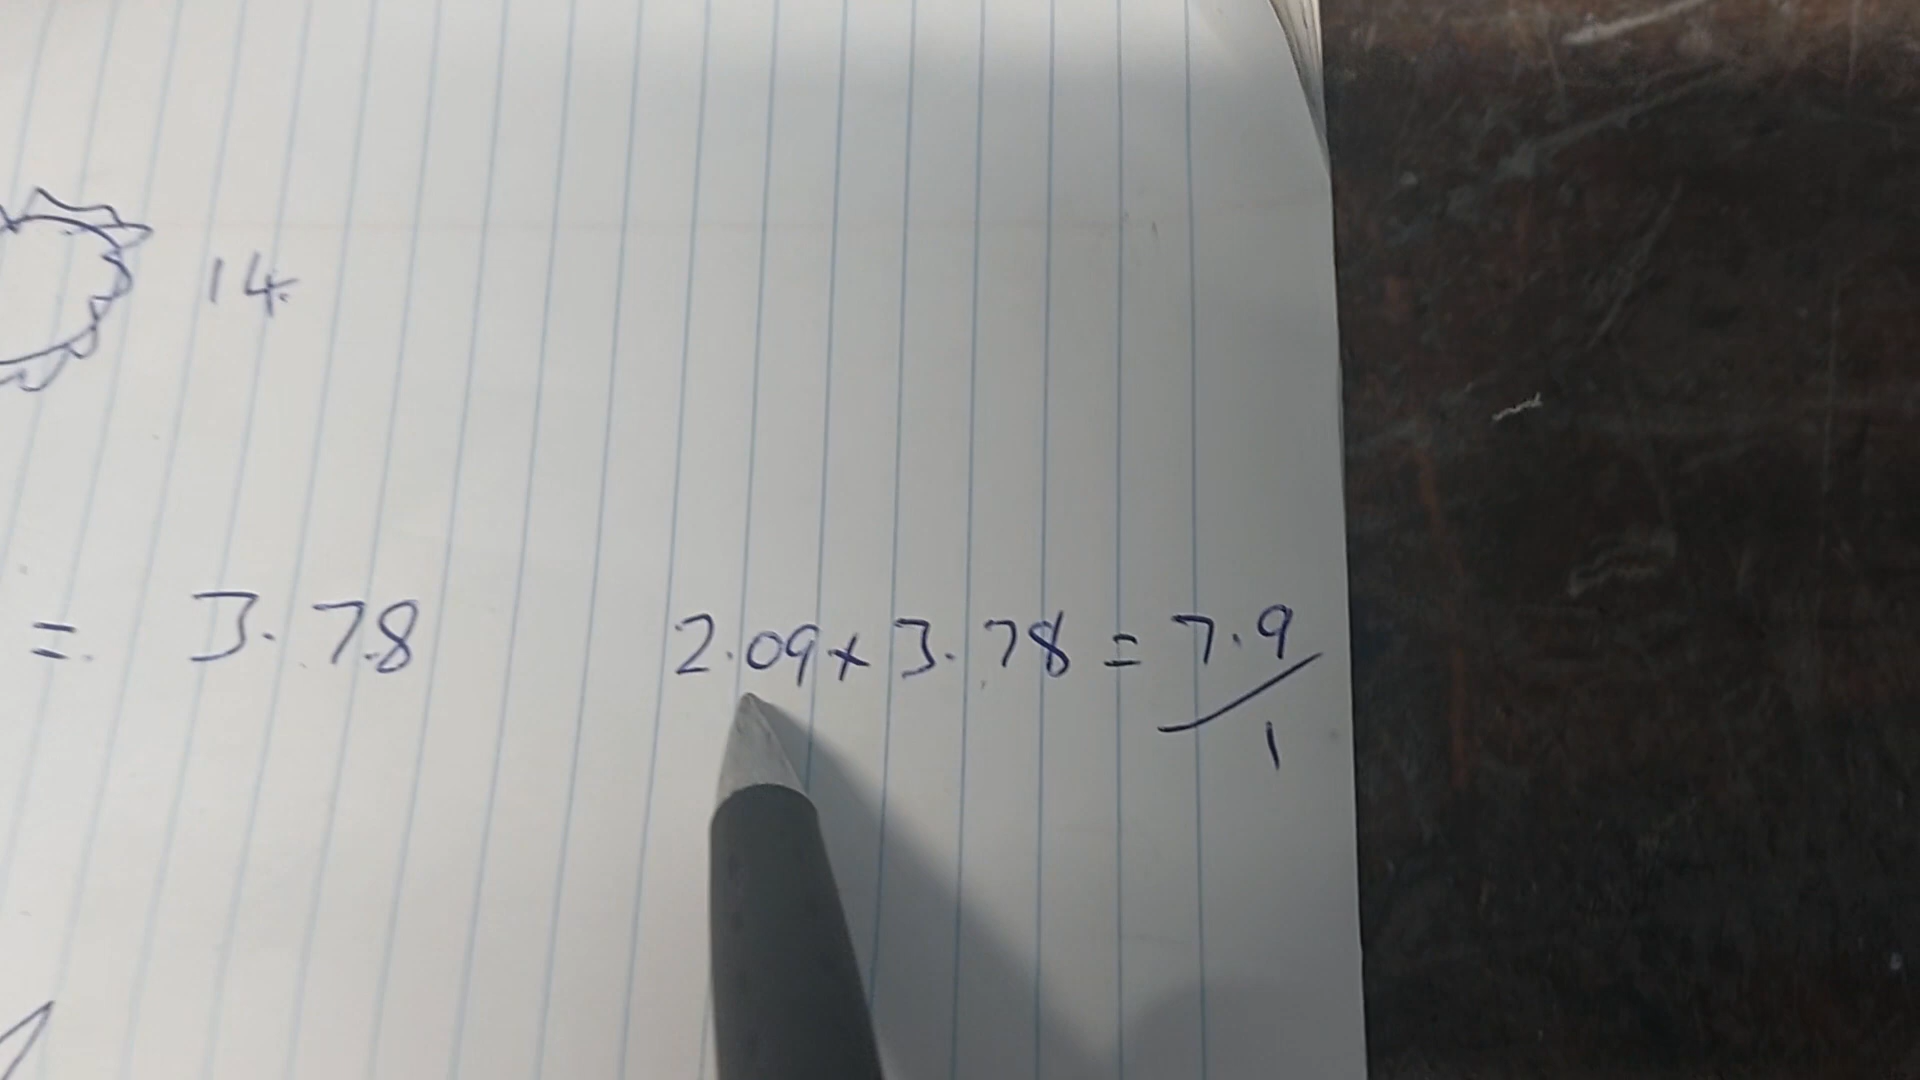 14.
= 3.78
2.09 x 3.78 = 7.9
1